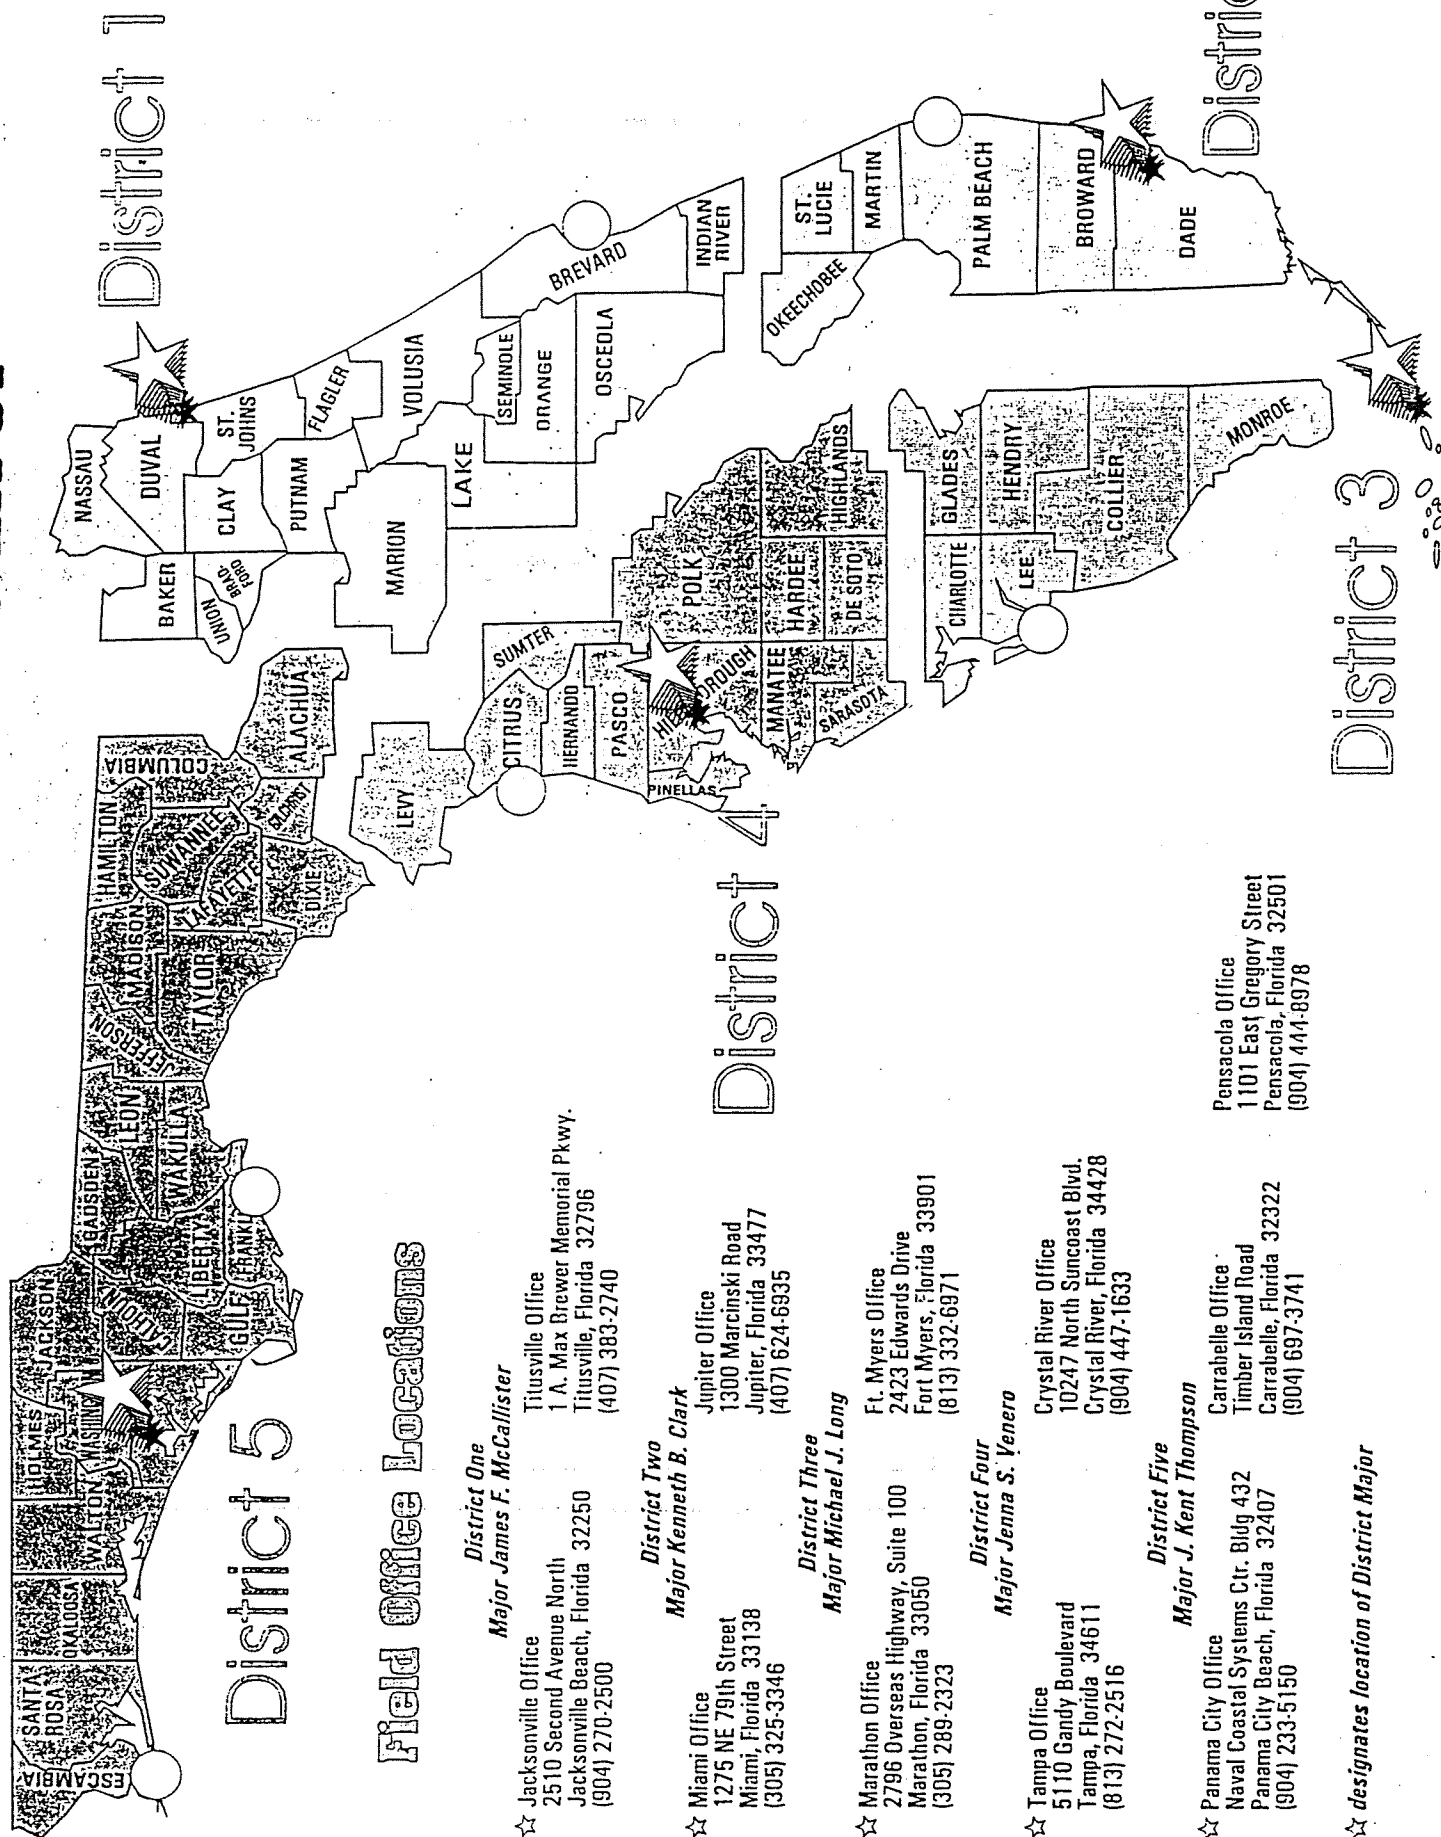 District 1
District 2
District 3
District 4
District 5
ESCAMBIA
SANTA
ROSA
OKALOOSA
WALTON
HOLMES
JACKSON
GADSDEN
LEON
WAKULLA
LIBERTY
GULF
JEFFERSON
MADISON
TAYLOR
HAMILTON
SUWANNEE
LAFAYETTE
DIXIE
COLUMBIA
GILCHRIST
ALACHUA
LEVY
NASSAU
DUVAL
BAKER
UNION
BRAD-
FORD
CLAY
ST.
JOHNS
PUTNAM
FLAGLER
VOLUSIA
MARION
LAKE
SEMINOLE
ORANGE
OSCEOLA
BREVARD
INDIAN
RIVER
SUMTER
CITRUS
HERNANDO
PASCO
PINELLAS
POLK
MANATEE
HARDEE
HIGHLANDS
DE SOTO
SARASOTA
CHARLOTTE
GLADES
LEE
HENDRY
COLLIER
MONROE
OKEECHOBEE
ST.
LUCIE
MARTIN
PALM BEACH
BROWARD
DADE
Field Office Locations
District One
Major James F. McCallister
☆ Jacksonville Office
2510 Second Avenue North
Jacksonville Beach, Florida 32250
(904) 270-2500
Titusville Office
1 A. Max Brewer Memorial Pkwy.
Titusville, Florida 32796
(407) 383-2740
District Two
Major Kenneth B. Clark
☆ Miami Office
1275 NE 79th Street
Miami, Florida 33138
(305) 325-3346
Jupiter Office
1300 Marcinski Road
Jupiter, Florida 33477
(407) 624-6935
District Three
Major Michael J. Long
☆ Marathon Office
2796 Overseas Highway, Suite 100
Marathon, Florida 33050
(305) 289-2323
Ft. Myers Office
2423 Edwards Drive
Fort Myers, Florida 33901
(813) 332-6971
District Four
Major Jenna S. Venero
☆ Tampa Office
5110 Gandy Boulevard
Tampa, Florida 34611
(813) 272-2516
Crystal River Office
10247 North Suncoast Blvd.
Crystal River, Florida 34428
(904) 447-1633
District Five
Major J. Kent Thompson
☆ Panama City Office
Naval Coastal Systems Ctr. Bldg 432
Panama City Beach, Florida 32407
(904) 233-5150
Carrabelle Office
Timber Island Road
Carrabelle, Florida 32322
(904) 697-3741
Pensacola Office
1101 East Gregory Street
Pensacola, Florida 32501
(904) 444-8978
☆ designates location of District Major